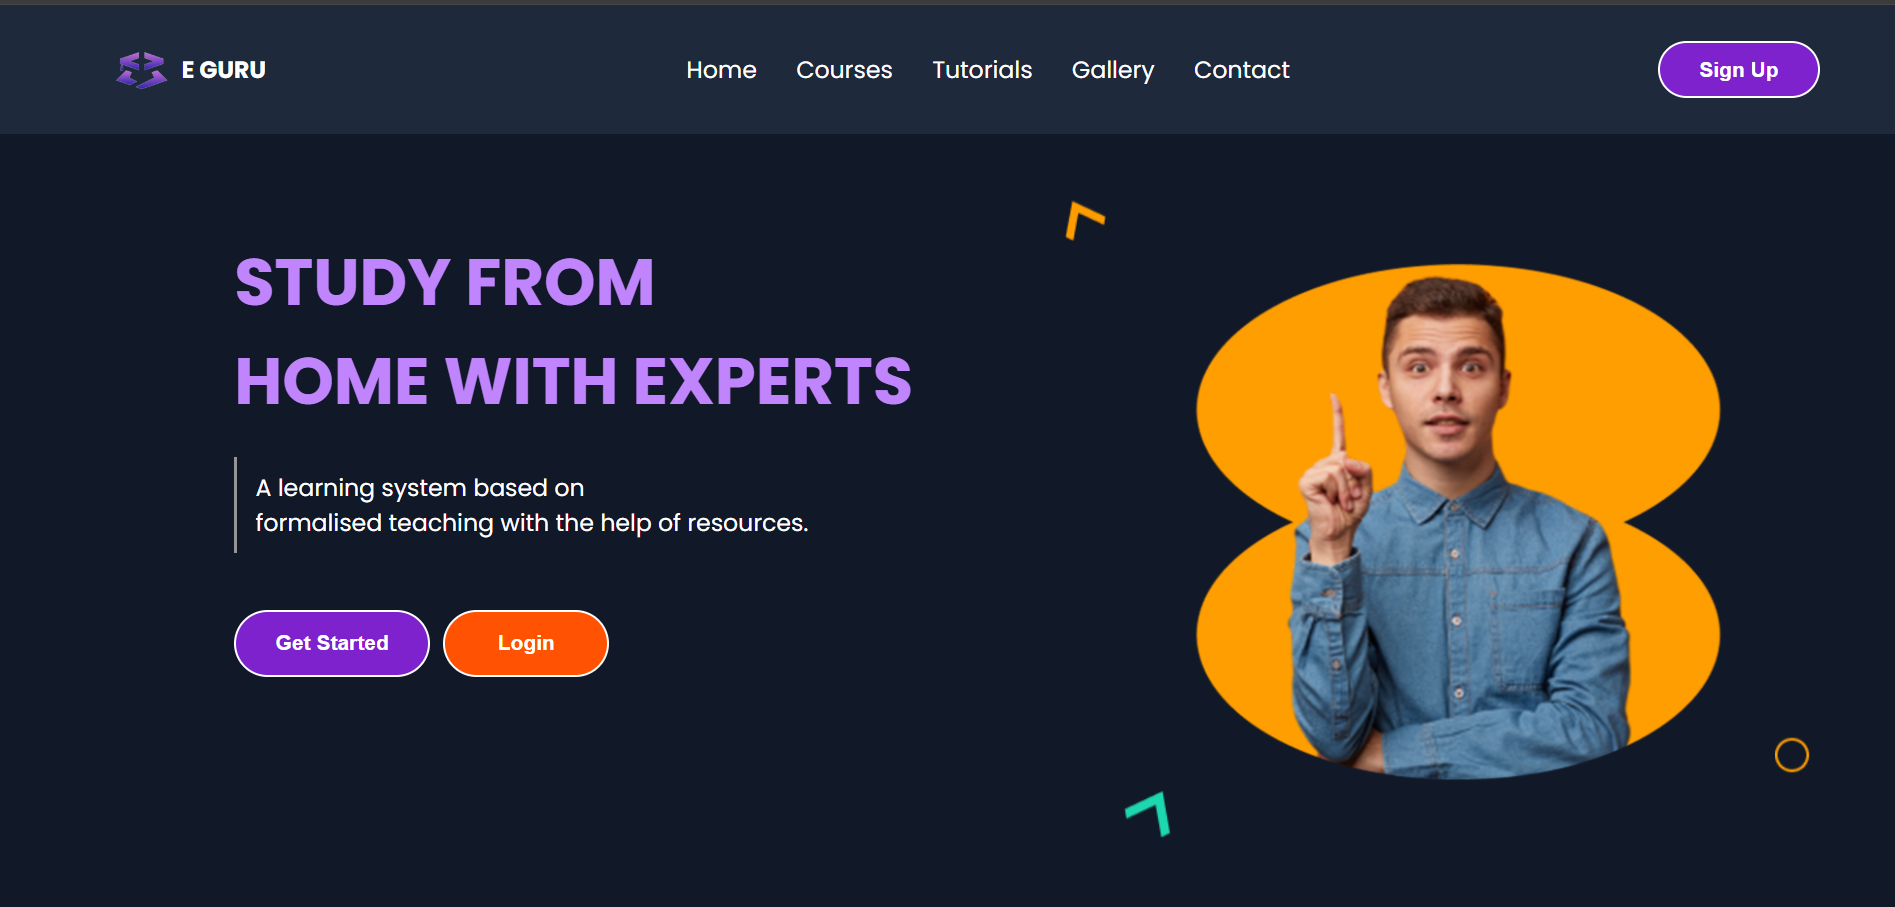 E GURU
Home Courses Tutorials Gallery Contact
Sign Up
STUDY FROM
HOME WITH EXPERTS
A learning system based on
formalised teaching with the help of resources.
Get Started
Login